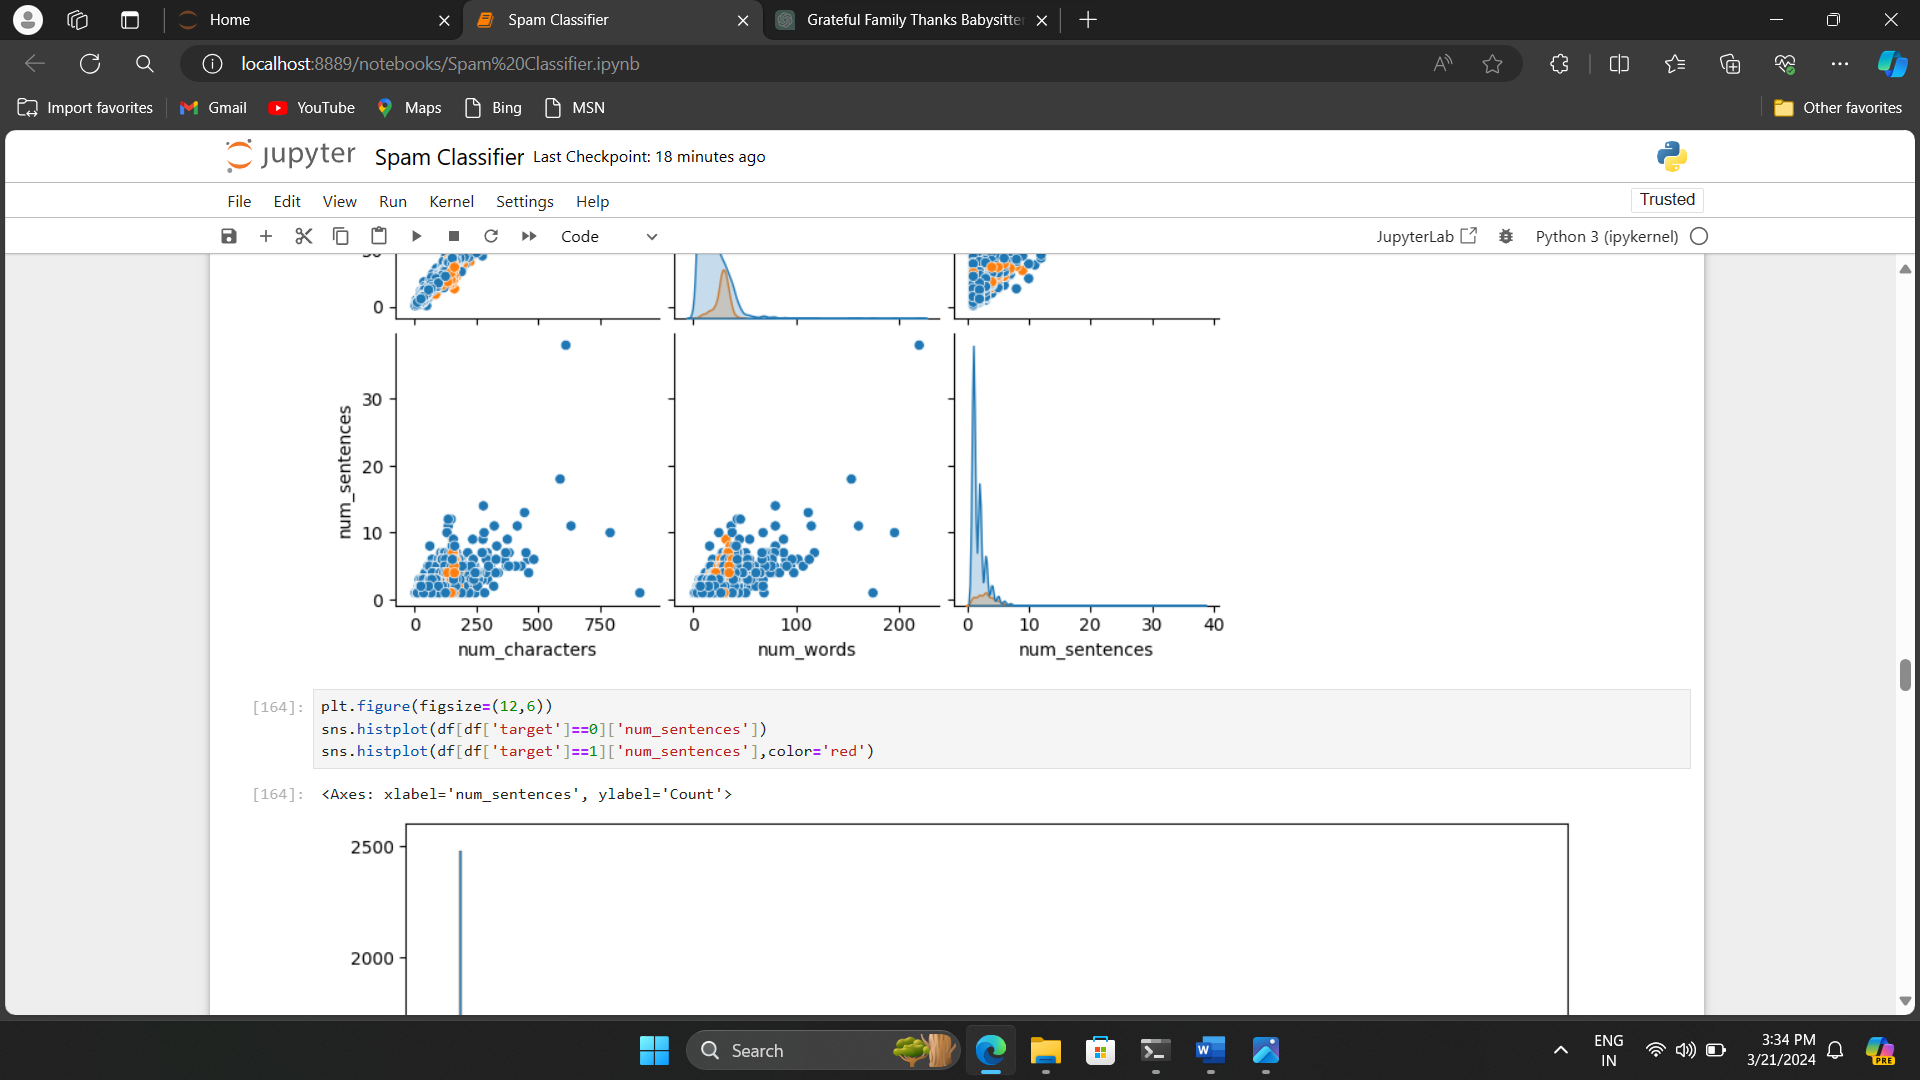 Home
Spam Classifier
Grateful Family Thanks Babysitter
localhost:8889/notebooks/Spam%20Classifier.ipynb
Import favorites
Gmail
YouTube
Maps
Bing
MSN
Other favorites
jupyter
Spam Classifier
Last Checkpoint: 18 minutes ago
File
Edit
View
Run
Kernel
Settings
Help
Trusted
Code
JupyterLab
Python 3 (ipykernel)
0
num_sentences
30
20
10
0
0 250 500 750
num_characters
0 100 200
num_words
0 10 20 30 40
num_sentences
[164]:
plt.figure(figsize=(12,6))
sns.histplot(df[df['target']==0]['num_sentences'])
sns.histplot(df[df['target']==1]['num_sentences'],color='red')
[164]:
<Axes: xlabel='num_sentences', ylabel='Count'>
2500
2000
Search
ENG
IN
3:34 PM
3/21/2024
PRE